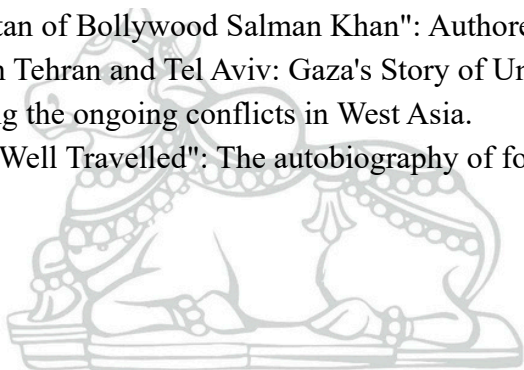 tan of Bollywood Salman Khan": Authore
n Tehran and Tel Aviv: Gaza's Story of Un
g the ongoing conflicts in West Asia.
Well Travelled": The autobiography of fo